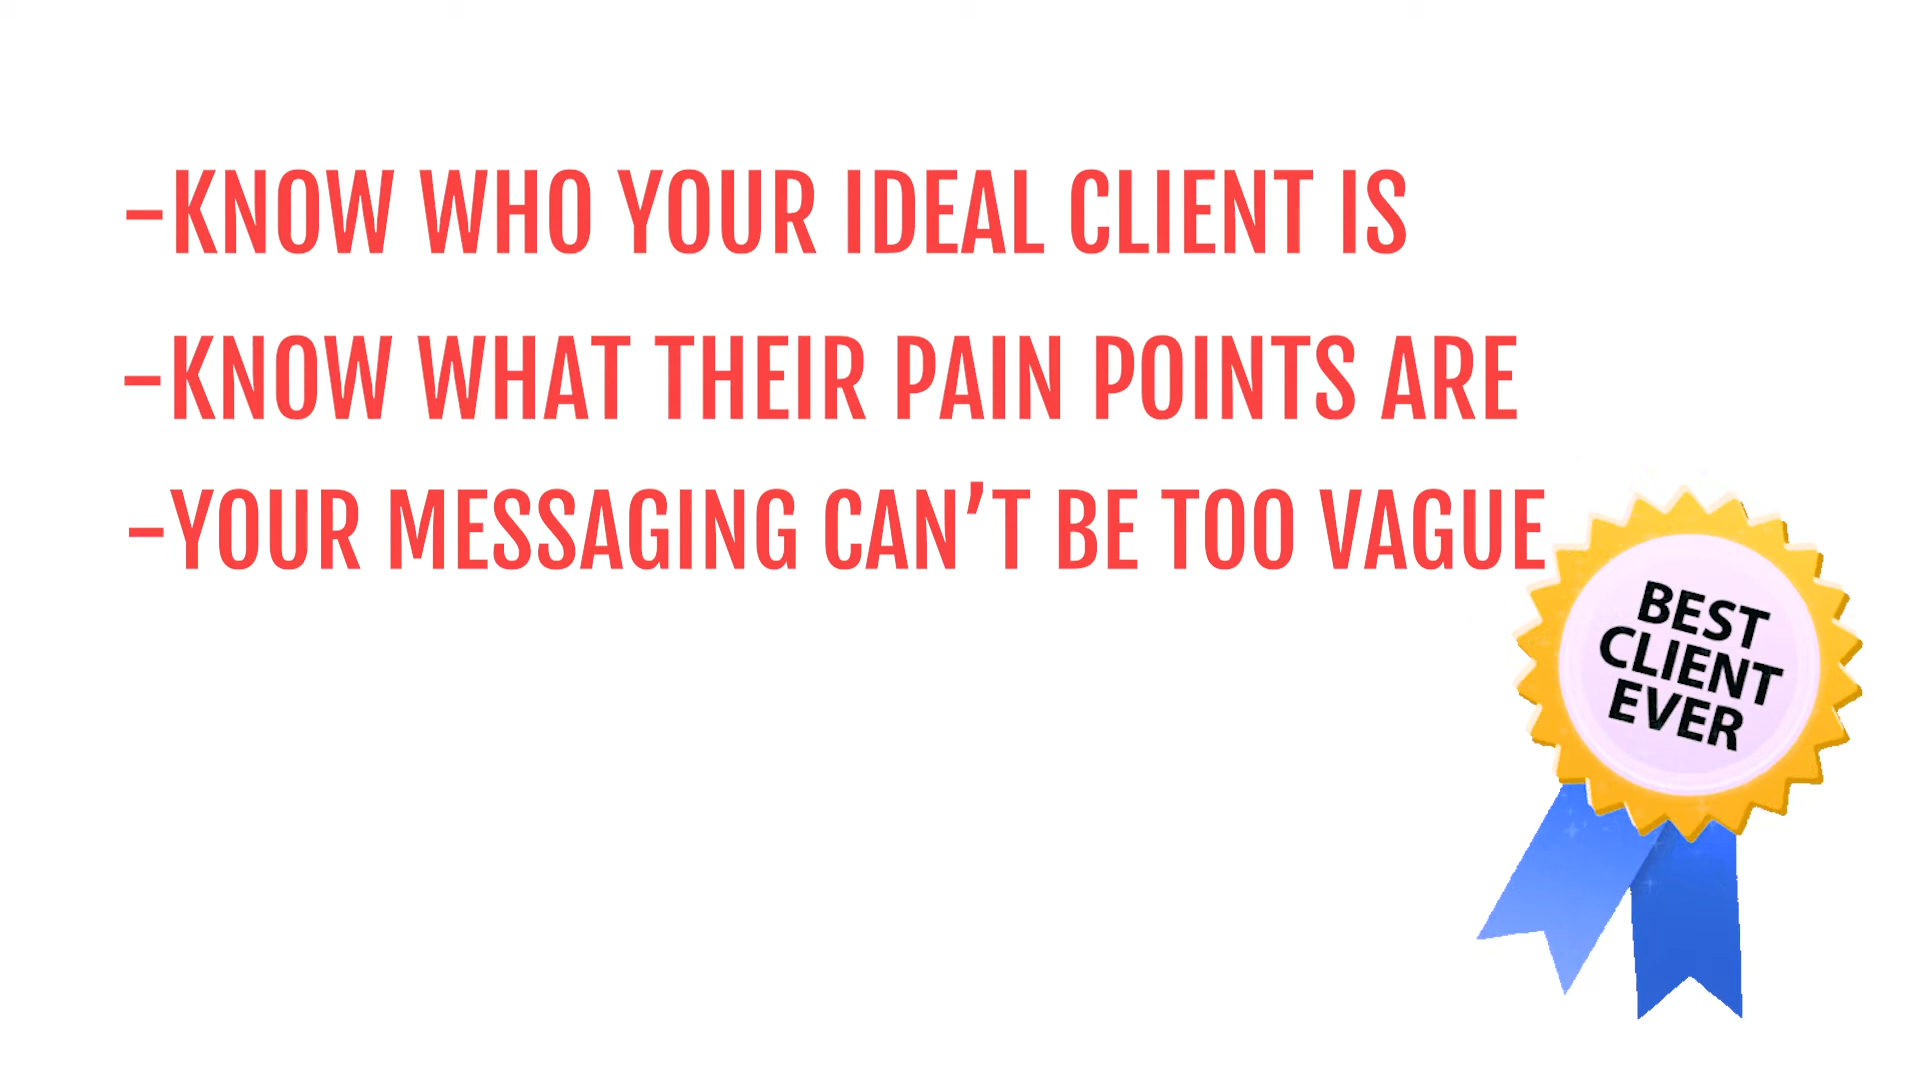 -KNOW WHO YOUR IDEAL CLIENT IS
-KNOW WHAT THEIR PAIN POINTS ARE
-YOUR MESSAGING CAN’T BE TOO VAGUE
BEST
CLIENT
EVER